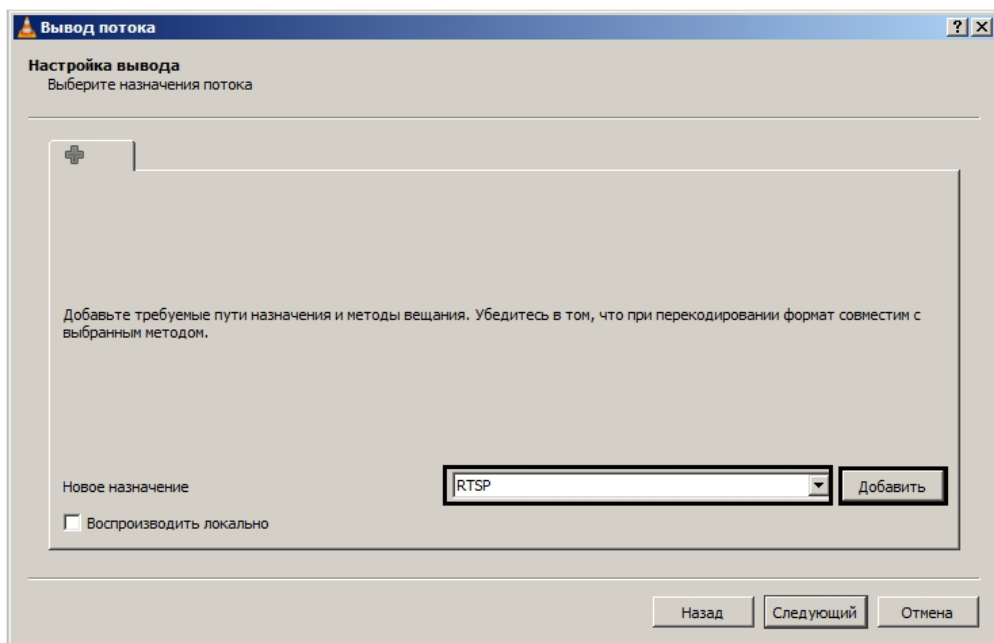 Вывод потока
Настройка вывода
Выберите назначения потока
Добавьте требуемые пути назначения и методы вещания. Убедитесь в том, что при перекодировании формат совместим с
выбранным методом.
Новое назначение
RTSP
Добавить
Воспроизводить локально
Назад
Следующий
Отмена